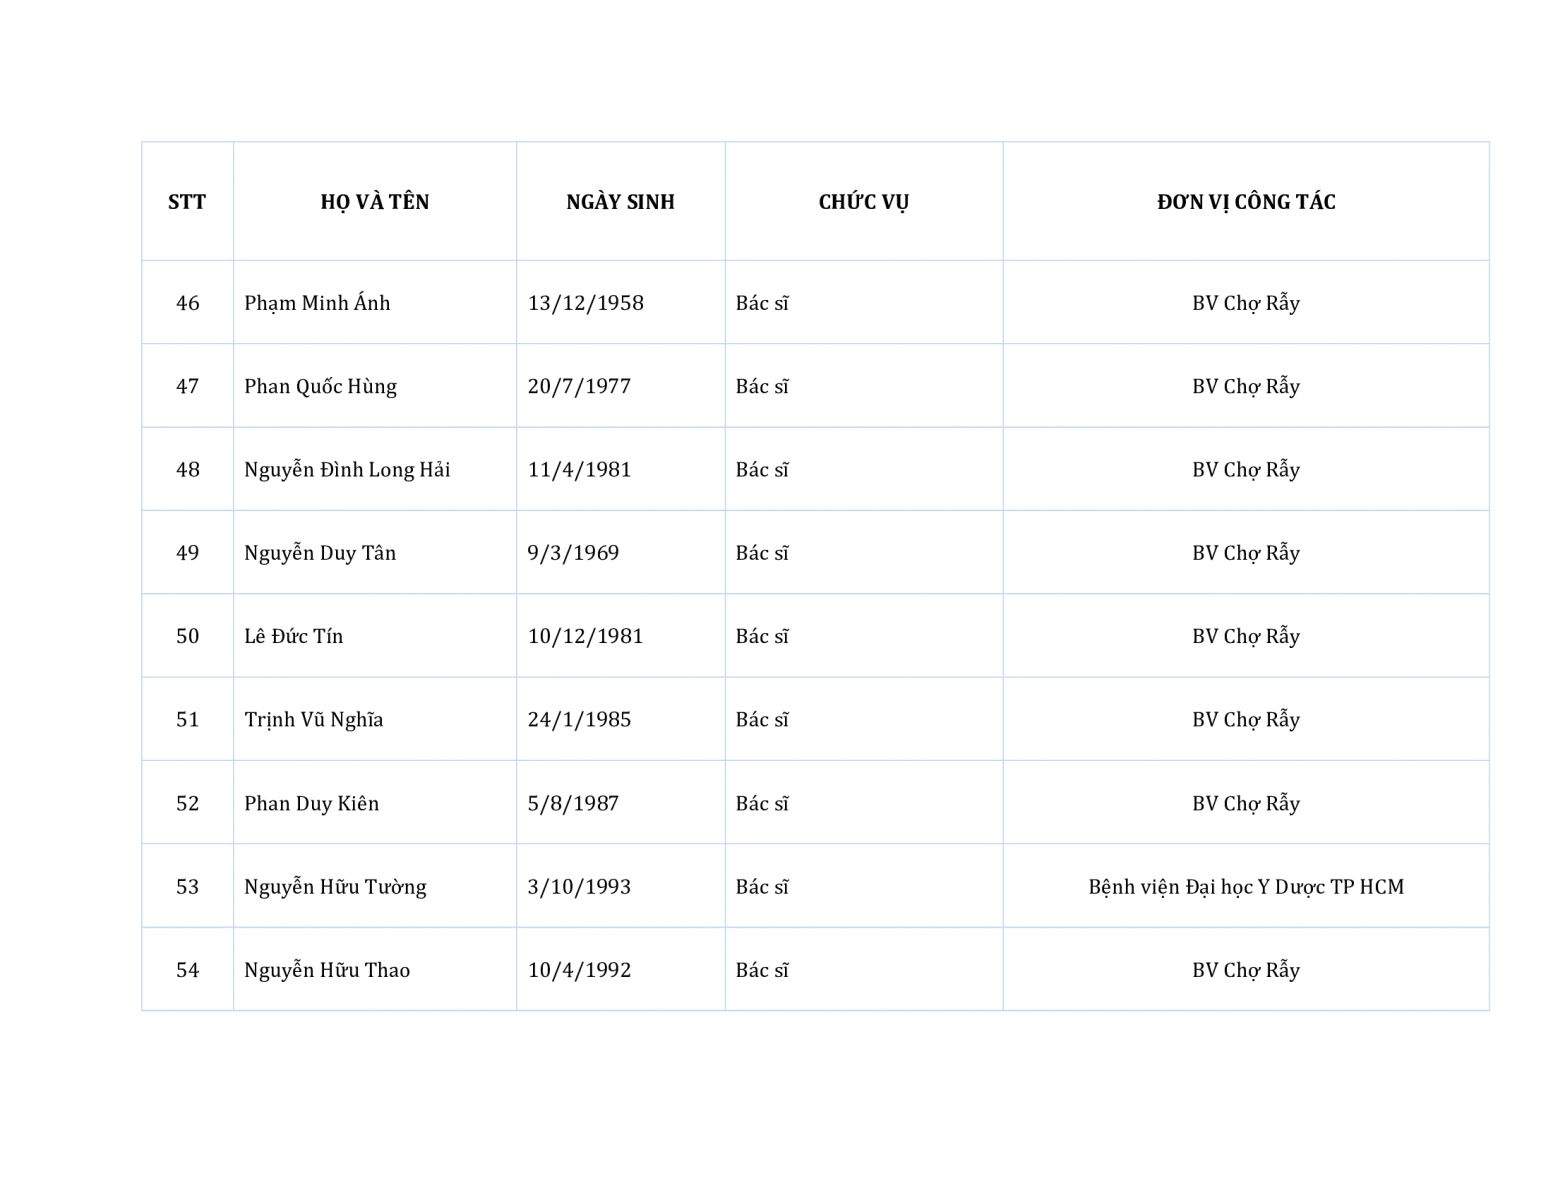 STT HỌ VÀ TÊN NGÀY SINH CHỨC VỤ ĐƠN VỊ CÔNG TÁC
46 Phạm Minh Ánh 13/12/1958 Bác sĩ BV Chợ Rẫy
47 Phan Quốc Hùng 20/7/1977 Bác sĩ BV Chợ Rẫy
48 Nguyễn Đình Long Hải 11/4/1981 Bác sĩ BV Chợ Rẫy
49 Nguyễn Duy Tân 9/3/1969 Bác sĩ BV Chợ Rẫy
50 Lê Đức Tín 10/12/1981 Bác sĩ BV Chợ Rẫy
51 Trịnh Vũ Nghĩa 24/1/1985 Bác sĩ BV Chợ Rẫy
52 Phan Duy Kiên 5/8/1987 Bác sĩ BV Chợ Rẫy
53 Nguyễn Hữu Tường 3/10/1993 Bác sĩ Bệnh viện Đại học Y Dược TP HCM
54 Nguyễn Hữu Thao 10/4/1992 Bác sĩ BV Chợ Rẫy